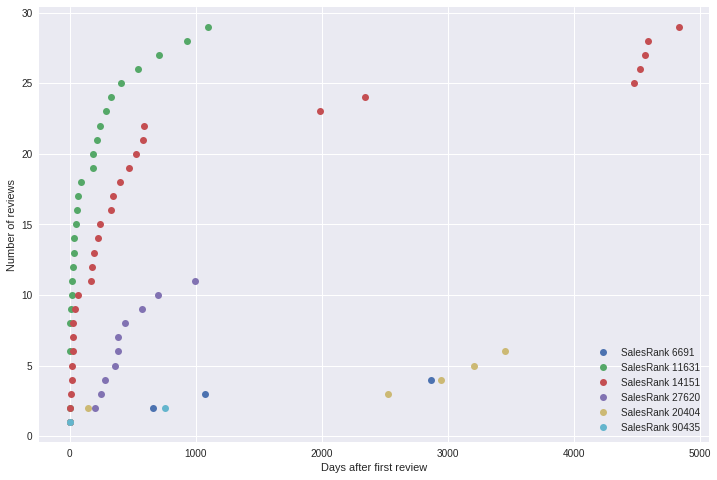 30
25
20
15
10
5
0
Number of reviews
0 1000 2000 3000 4000 5000
Days after first review
SalesRank 6691
SalesRank 11631
SalesRank 14151
SalesRank 27620
SalesRank 20404
SalesRank 90435